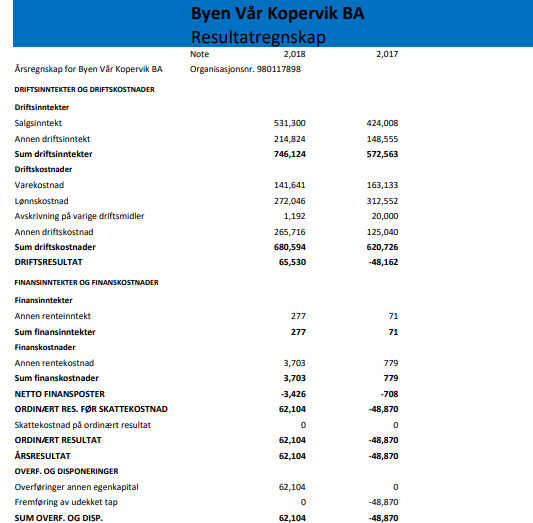 Byen Vår Kopervik BA
Resultatregnskap
Note 2,018 2,017
Årsregnskap for Byen Vår Kopervik BA Organisasjonsnr. 980117898
DRIFTSINNTEKTER OG DRIFTSKOSTNADER
Driftsinntekter
Salgsinntekt 531,300 424,008
Annen driftsinntekt 214,824 148,555
Sum driftsinntekter 746,124 572,563
Driftskostnader
Varekostnad 141,641 163,133
Lønnskostnad 272,046 312,552
Avskrivning på varige driftsmidler 1,192 20,000
Annen driftskostnad 265,716 125,040
Sum driftskostnader 680,594 620,726
DRIFTSRESULTAT 65,530 -48,162
FINANSINNTEKTER OG FINANSKOSTNADER
Finansinntekter
Annen renteinntekt 277 71
Sum finansinntekter 277 71
Finanskostnader
Annen rentekostnad 3,703 779
Sum finanskostnader 3,703 779
NETTO FINANSPOSTER -3,426 -708
ORDINÆRT RES. FØR SKATTEKOSTNAD 62,104 -48,870
Skattekostnad på ordinært resultat 0 0
ORDINÆRT RESULTAT 62,104 -48,870
ÅRSRESULTAT 62,104 -48,870
OVERF. OG DISPONERINGER
Overføringer annen egenkapital 62,104 0
Fremføring av udekket tap 0 -48,870
SUM OVERF. OG DISP. 62,104 -48,870